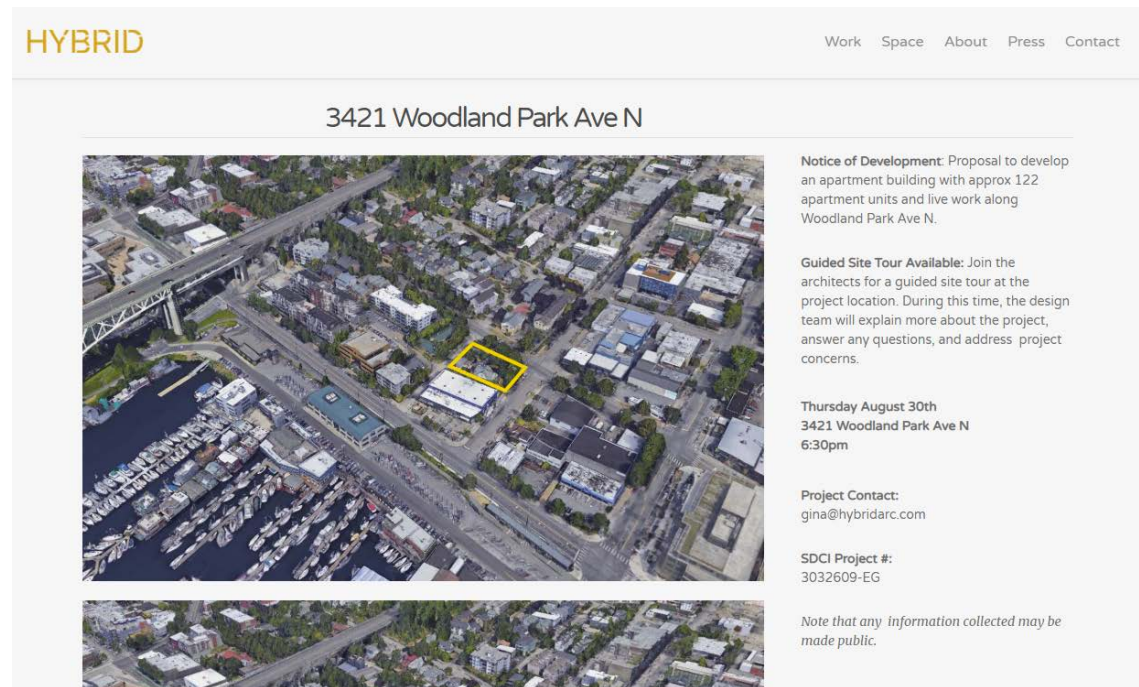 HYBRID
Work Space About Press Contact
3421 Woodland Park Ave N
Notice of Development: Proposal to develop
an apartment building with approx 122
apartment units and live work along
Woodland Park Ave N.
Guided Site Tour Available: Join the
architects for a guided site tour at the
project location. During this time, the design
team will explain more about the project,
answer any questions, and address project
concerns.
Thursday August 30th
3421 Woodland Park Ave N
6:30pm
Project Contact:
gina@hybridarc.com
SDCI Project #:
3032609-EG
Note that any information collected may be
made public.